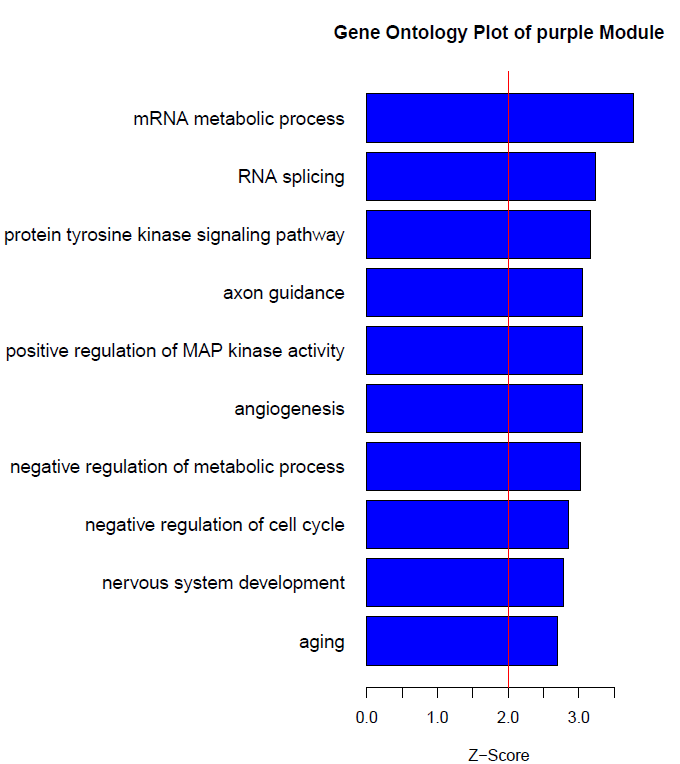 Gene Ontology Plot of purple Module
mRNA metabolic process
RNA splicing
protein tyrosine kinase signaling pathway
axon guidance
positive regulation of MAP kinase activity
angiogenesis
negative regulation of metabolic process
negative regulation of cell cycle
nervous system development
aging
0.0 1.0 2.0 3.0
Z−Score